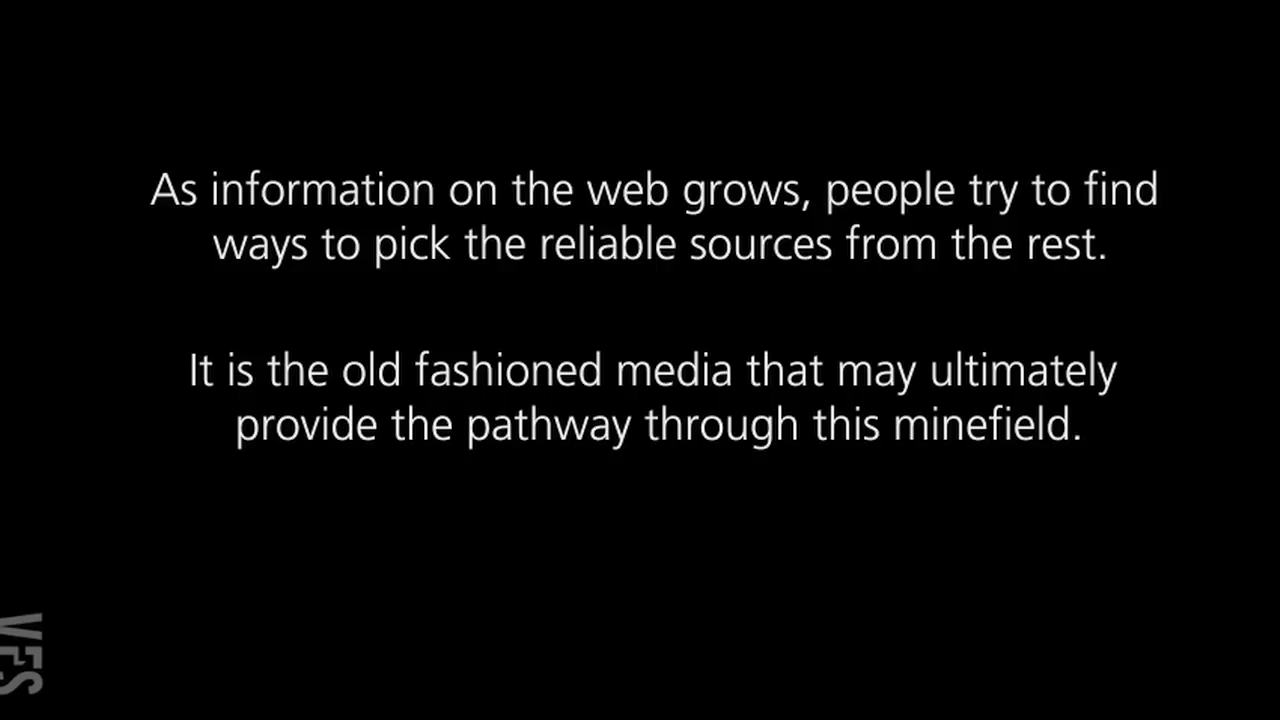 As information on the web grows, people try to find
ways to pick the reliable sources from the rest.
It is the old fashioned media that may ultimately
provide the pathway through this minefield.
VFS